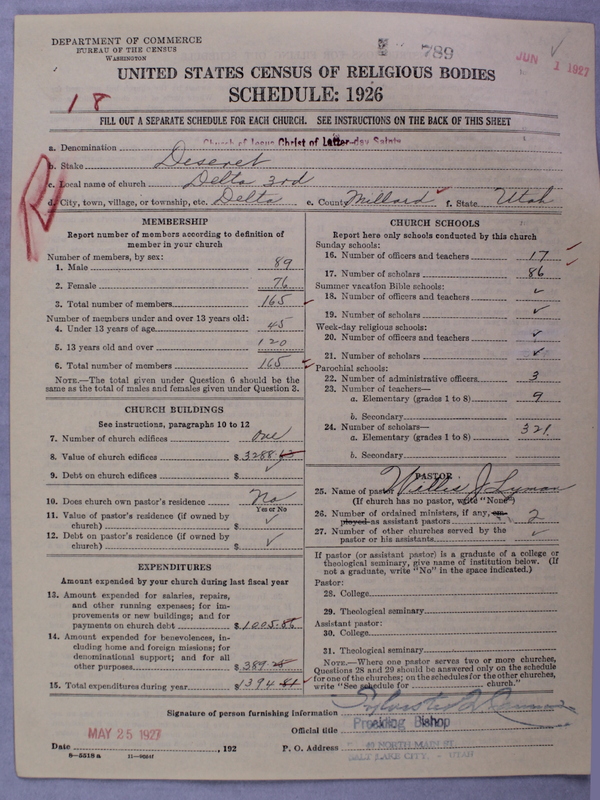 DEPARTMENT OF COMMERCE
BUREAU OF THE CENSUS
WASHINGTON
789
JUN 1 1927
UNITED STATES CENSUS OF RELIGIOUS BODIES
SCHEDULE: 1926
18
FILL OUT A SEPARATE SCHEDULE FOR EACH CHURCH. SEE INSTRUCTIONS ON THE BACK OF THIS SHEET
a. Denomination Church of Jesus Christ of Latter-day Saints
b. Stake Deseret
c. Local name of church Delta 3rd
d. City, town, village, or township, etc. Delta e. County Millard f. State Utah
MEMBERSHIP
Report number of members according to definition of
member in your church
Number of members, by sex:
1. Male 89
2. Female 76
3. Total number of members 165
Number of members under and over 13 years old:
4. Under 13 years of age 45
5. 13 years old and over 120
6. Total number of members 165
NOTE.—The total given under Question 6 should be
same as the total of males and females given under Question 3.
CHURCH BUILDINGS
See instructions, paragraphs 10 to 12
7. Number of church edifices one
8. Value of church edifices $ 3288.
9. Debt on church edifices $ ✓
10. Does church own pastor's residence No
Yes or No
11. Value of pastor's residence (if owned by
church) $ ✓
12. Debt on pastor's residence (if owned by
church) $ ✓
EXPENDITURES
Amount expended by your church during last fiscal year
13. Amount expended for salaries, repairs,
and other running expenses; for im-
provements or new buildings; and for
payments on church debt $ 1005.
14. Amount expended for benevolences, in-
cluding home and foreign missions; for
denominational support; and for all
other purposes $ 389.
15. Total expenditures during year $ 1394
CHURCH SCHOOLS
Report here only schools conducted by this church
Sunday schools:
16. Number of officers and teachers 17
17. Number of scholars 86
Summer vacation Bible schools:
18. Number of officers and teachers ✓
19. Number of scholars ✓
Week-day religious schools:
20. Number of officers and teachers ✓
21. Number of scholars ✓
Parochial schools:
22. Number of administrative officers 3
23. Number of teachers—
a. Elementary (grades 1 to 8) 9
b. Secondary
24. Number of scholars—
a. Elementary (grades 1 to 8) 321
b. Secondary
PASTOR
25. Name of pastor Willis J Lyman
(If church has no pastor, write "None")
26. Number of ordained ministers, if any, em-
ployed as assistant pastors 2
27. Number of other churches served by the
pastor or his assistants ✓
If pastor (or assistant pastor) is a graduate of a college or
theological seminary, give name of institution below. (If
not a graduate, write "No" in the space indicated.)
Pastor:
28. College
29. Theological seminary
Assistant pastor:
30. College
31. Theological seminary
NOTE.—Where one pastor serves two or more churches,
Questions 28 and 29 should be answered only on the schedule
for one of the churches; on the schedules for the other churches,
write "See schedule for church."
Signature of person furnishing information Sylvester Q. Cannon
Official title Presiding Bishop
MAY 25 1927
Date , 192 P. O. Address 40 NORTH MAIN ST.
SALT LAKE CITY, - UTAH
8-5518a